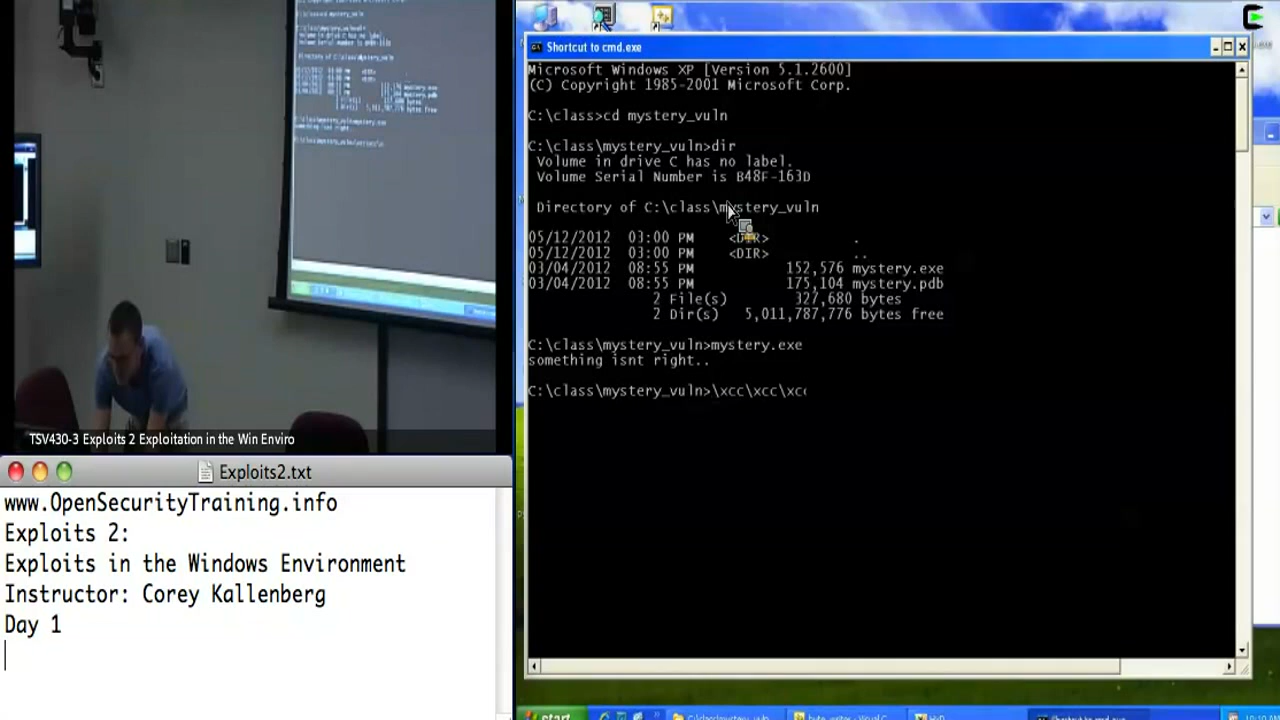 Shortcut to cmd.exe
Microsoft Windows XP [Version 5.1.2600]
(C) Copyright 1985-2001 Microsoft Corp.
C:\class>cd mystery_vuln
C:\class\mystery_vuln>dir
Volume in drive C has no label.
Volume Serial Number is B48F-163D
Directory of C:\class\mystery_vuln
05/12/2012 03:00 PM <DIR> .
05/12/2012 03:00 PM <DIR> ..
03/04/2012 08:55 PM 152,576 mystery.exe
03/04/2012 08:55 PM 175,104 mystery.pdb
2 File(s) 327,680 bytes
2 Dir(s) 5,011,787,776 bytes free
C:\class\mystery_vuln>mystery.exe
something isnt right..
C:\class\mystery_vuln>\xcc\xcc\xcc
TSV430-3 Exploits 2 Exploitation in the Win Enviro
Exploits2.txt
www.OpenSecurityTraining.info
Exploits 2:
Exploits in the Windows Environment
Instructor: Corey Kallenberg
Day 1
start